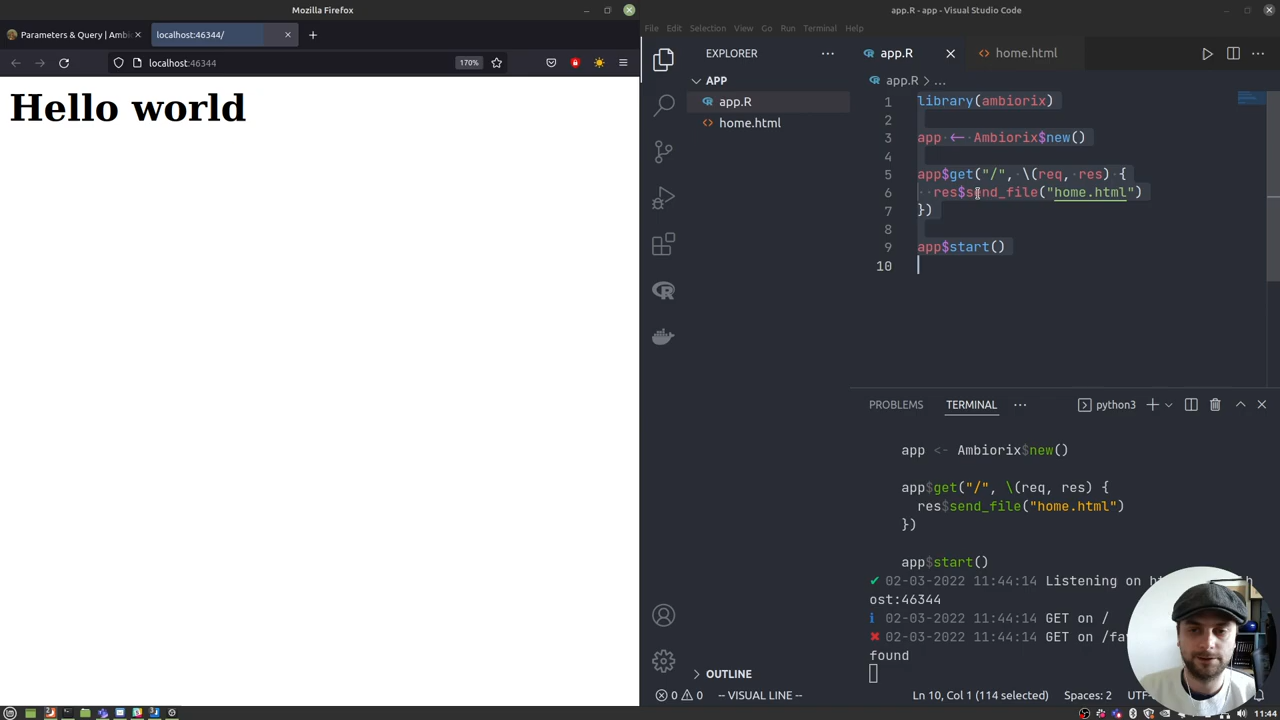 Mozilla Firefox
Parameters & Query | Ambi
localhost:46344/
localhost:46344
170%
Hello world
app.R - app - Visual Studio Code
File Edit Selection View Go Run Terminal Help
EXPLORER
APP
app.R
home.html
OUTLINE
app.R
home.html
app.R > ...
1 library(ambiorix)
2
3 app <- Ambiorix$new()
4
5 app$get("/", \(req, res) {
6 res$send_file("home.html")
7 })
8
9 app$start()
10
PROBLEMS TERMINAL
python3
app <- Ambiorix$new()
app$get("/", \(req, res) {
res$send_file("home.html")
})
app$start()
✔ 02-03-2022 11:44:14 Listening on h
ost:46344
ℹ 02-03-2022 11:44:14 GET on /
✖ 02-03-2022 11:44:14 GET on /fa
found
0 0 -- VISUAL LINE -- Ln 10, Col 1 (114 selected) Spaces: 2 UTF-
11:44